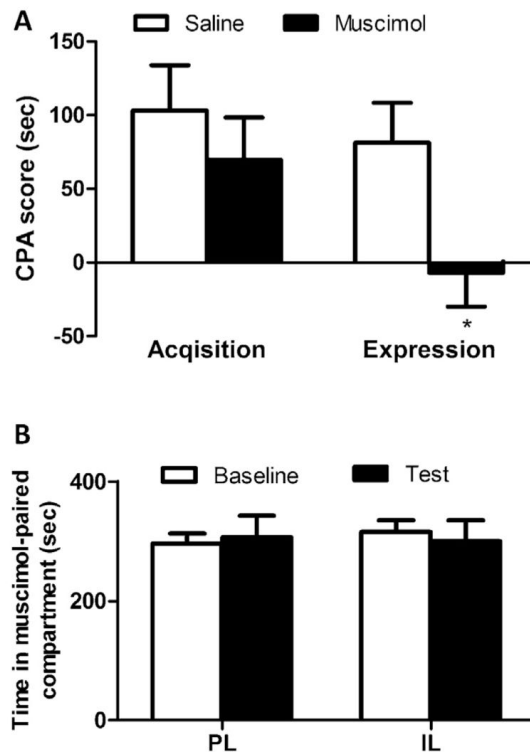 A
Saline Muscimol
150
100
50
0
-50
CPA score (sec)
*
Acqisition Expression
B
Baseline Test
400
200
0
Time in muscimol-paired
compartment (sec)
PL IL